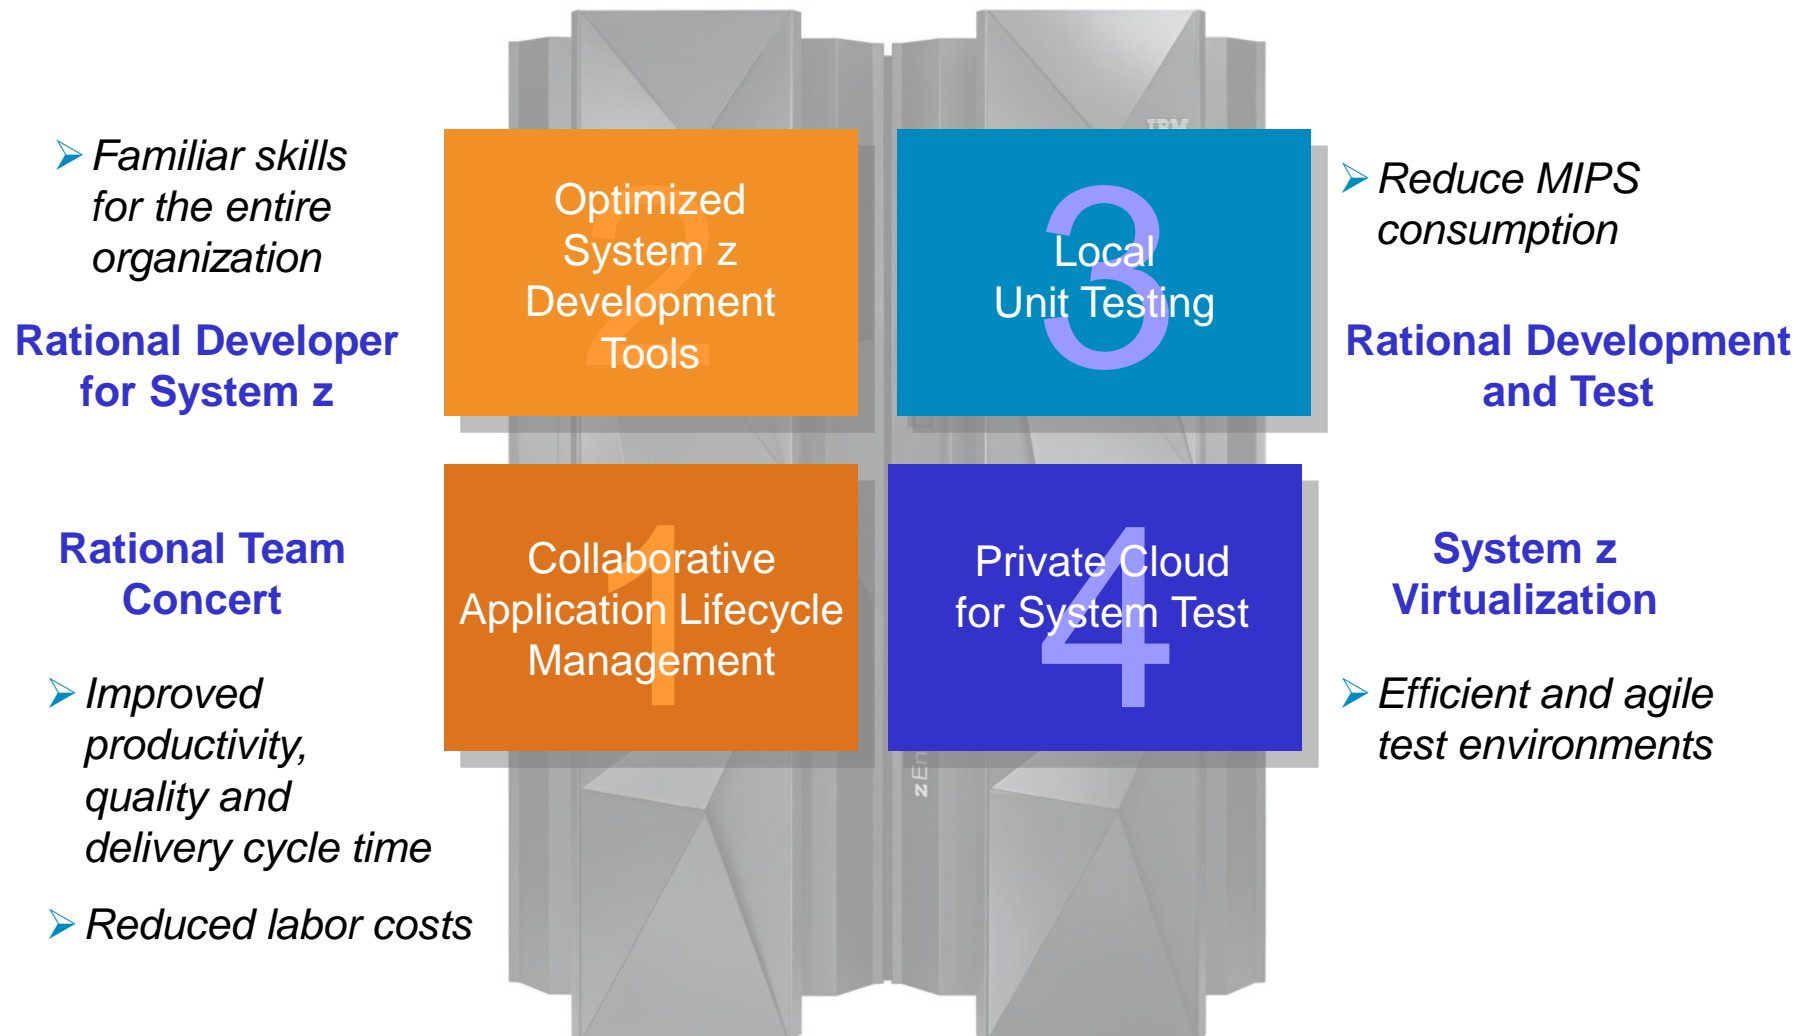 Familiar skills
for the entire
organization
Rational Developer
for System z
2
Optimized
System z
Development
Tools
3
Local
Unit Testing
IBM
Reduce MIPS
consumption
Rational Development
and Test
Rational Team
Concert
Improved
productivity,
quality and
delivery cycle time
Reduced labor costs
1
Collaborative
Application Lifecycle
Management
4
Private Cloud
for System Test
System z
Virtualization
Efficient and agile
test environments